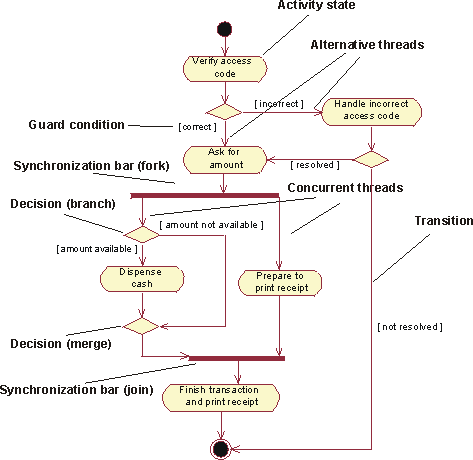 Activity state
Alternative threads
Verify access
code
[ incorrect ]
Handle incorrect
access code
Guard condition
[ correct ]
Ask for
amount
[ resolved ]
Synchronization bar (fork)
Concurrent threads
Decision (branch)
[ amount not available ]
Transition
[ amount available ]
Dispense
cash
Prepare to
print receipt
[ not resolved ]
Decision (merge)
Synchronization bar (join)
Finish transaction
and print receipt